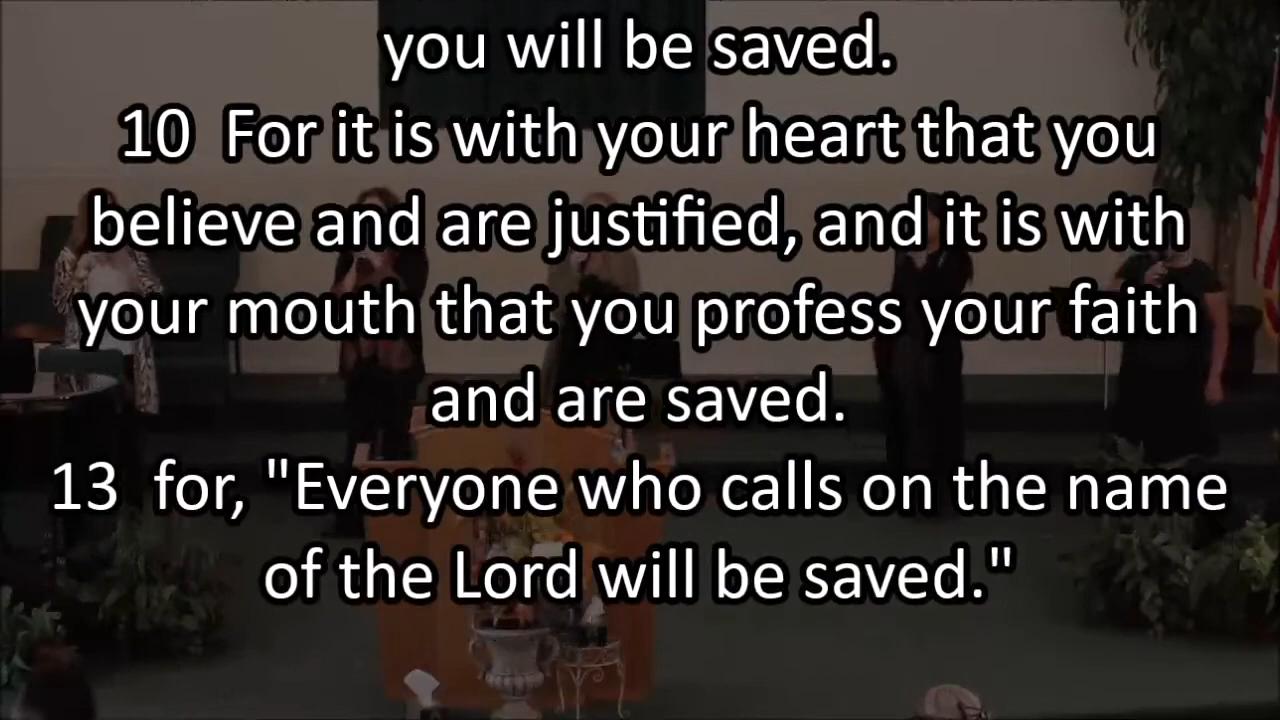 you will be saved.
10 For it is with your heart that you
believe and are justified, and it is with
your mouth that you profess your faith
and are saved.
13 for, "Everyone who calls on the name
of the Lord will be saved."